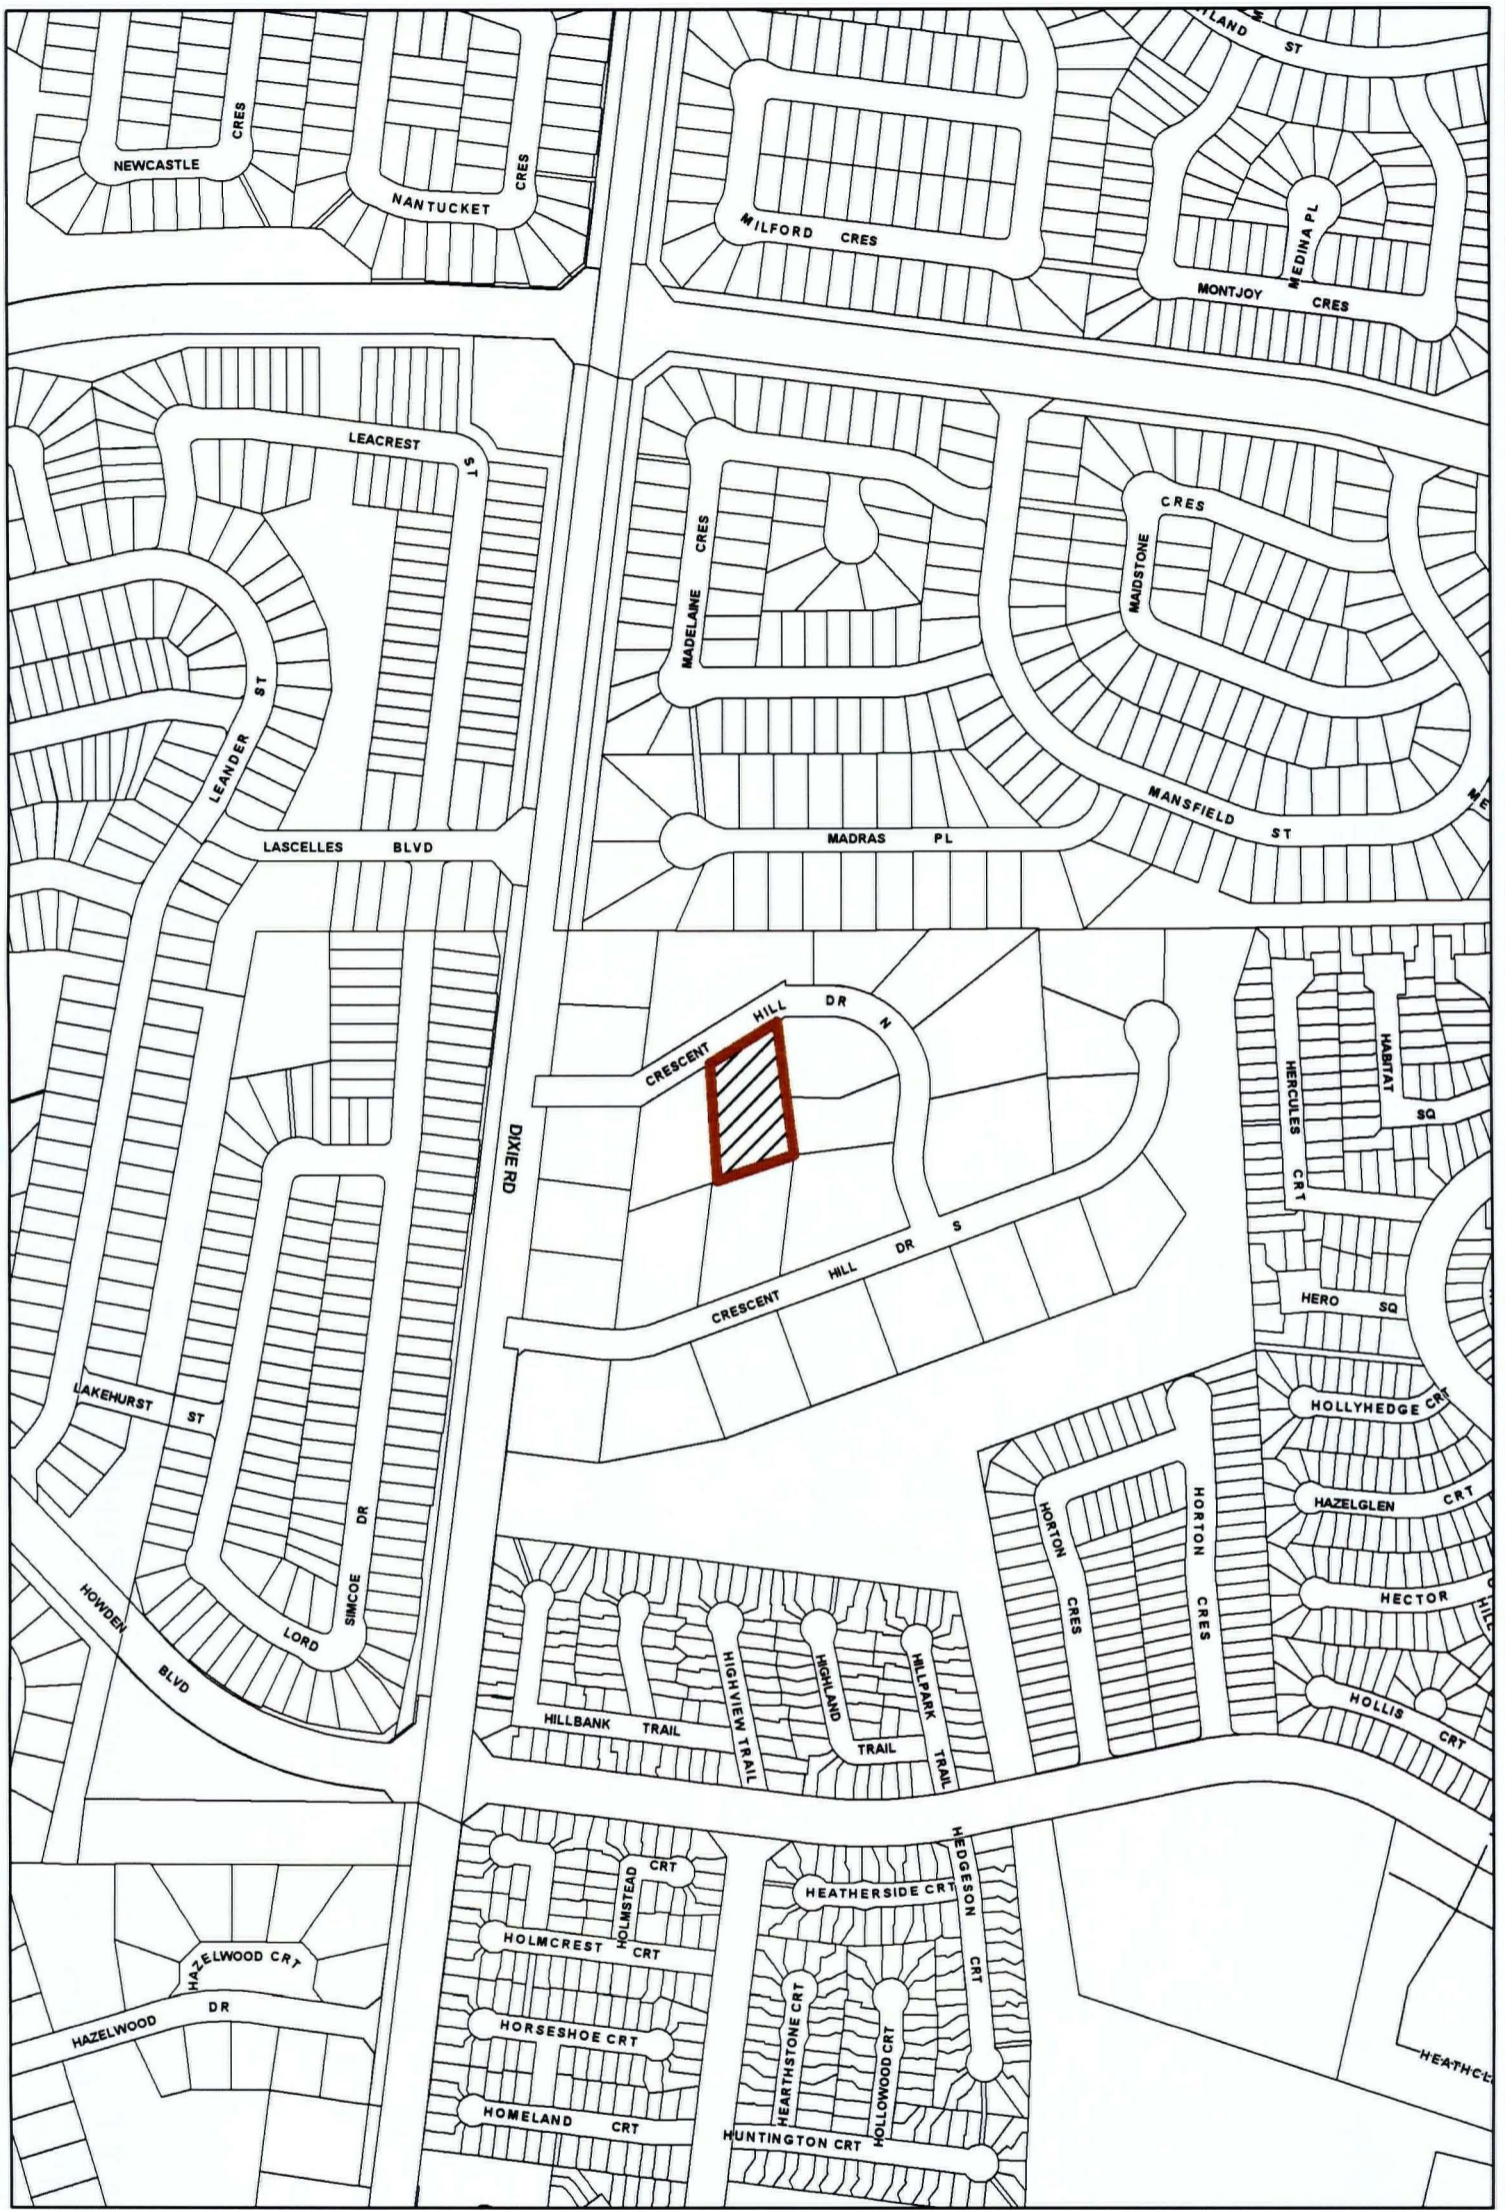 ST
NEWCASTLE
CRES
NANTUCKET
CRES
MILFORD CRES
MEDINA PL
MONTJOY CRES
LEACREST
ST
CRES
MADELAINE
CRES
MAIDSTONE
LEANDER
ST
MANSFIELD ST
LASCELLES BLVD
MADRAS PL
CRESCENT HILL DR N
DIXIE RD
HERCULES CRT
HABITAT
SQ
CRESCENT HILL DR S
HERO SQ
LAKEHURST ST
HOLLYHEDGE CRT
HAZELGLEN CRT
HORTON CRES
HORTON CRES
HECTOR
HOWDEN BLVD
LORD
SIMCOE
DR
HOLLIS CRT
HILLBANK TRAIL
HIGHVIEW TRAIL
HIGHLAND
TRAIL
HILLPARK TRAIL
HEDGESON CRT
CRT
HOLMSTEAD
HEATHERSIDE CRT
HOLMCREST CRT
HAZELWOOD CRT
HAZELWOOD DR
HORSESHOE CRT
HEARTHSTONE CRT
HOLLOWOOD CRT
HOMELAND CRT
HUNTINGTON CRT